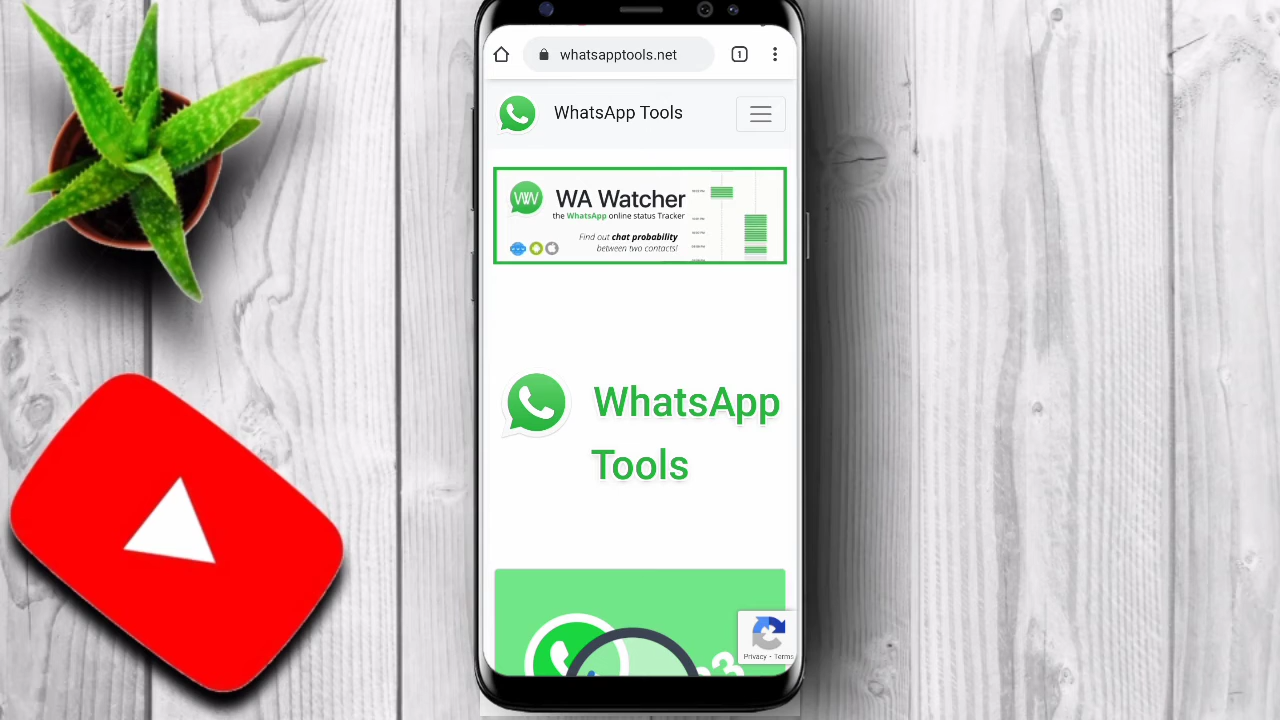 whatsapptools.net
1
WhatsApp Tools
WA Watcher
the WhatsApp online status Tracker
Find out chat probability
between two contacts!
WhatsApp
Tools
Privacy - Terms